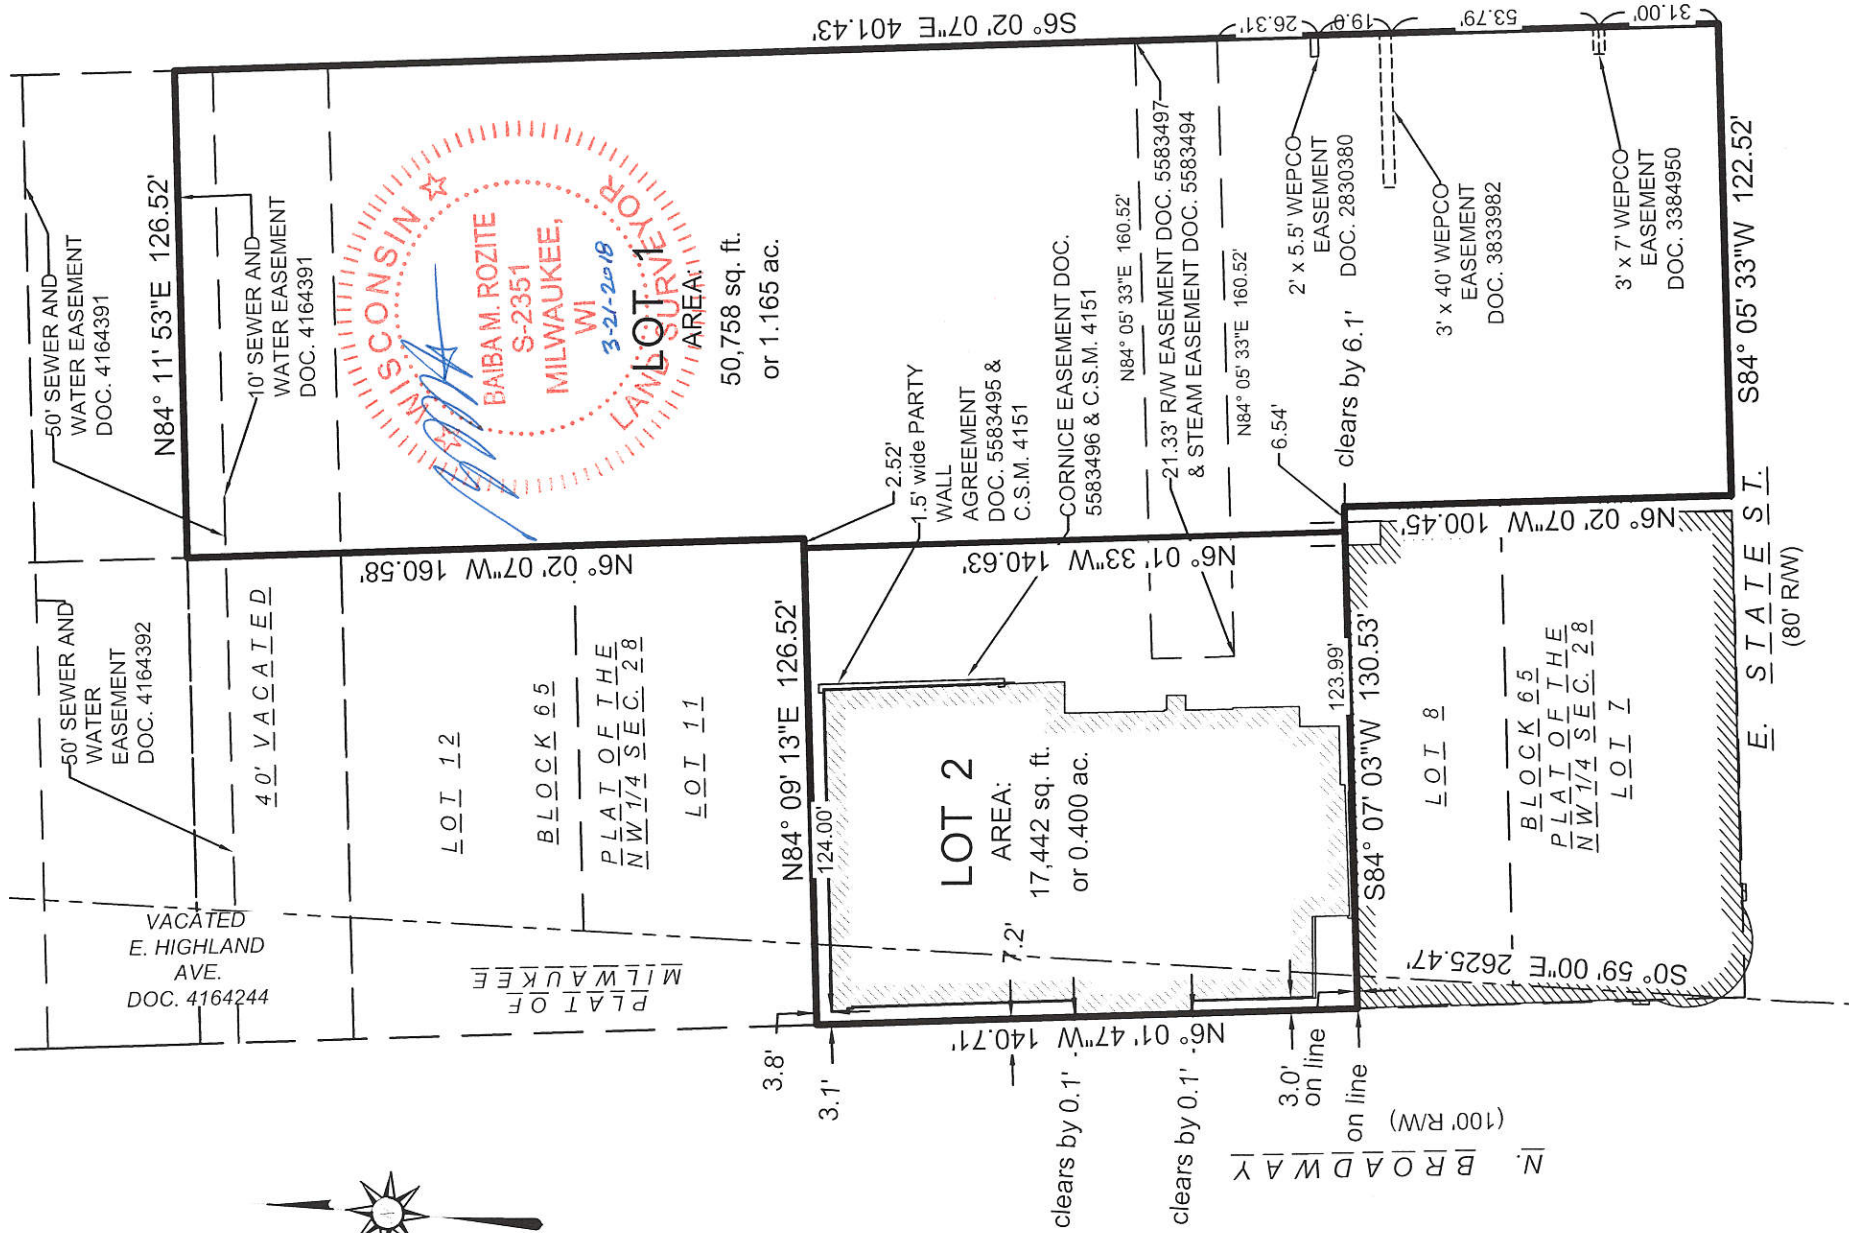 50' SEWER AND
WATER EASEMENT
DOC. 4164391
N84° 11' 53"E 126.52'
10' SEWER AND
WATER EASEMENT
DOC. 4164391
S6° 02' 07"E 401.43'
26.31'
19.0'
53.79'
31.00'
WISCONSIN
BAIBA M. ROZITE
S-2351
MILWAUKEE,
WI
3-21-2018
LAND SURVEYOR
LOT 1
AREA:
50,758 sq. ft.
or 1.165 ac.
50' SEWER AND
WATER
EASEMENT
DOC. 4164392
40' VACATED
VACATED
E. HIGHLAND
AVE.
DOC. 4164244
LOT 12
BLOCK 65
PLAT OF THE
NW 1/4 SEC. 28
LOT 11
PLAT OF
MILWAUKEE
N6° 02' 07"W 160.58'
2.52'
1.5' wide PARTY
WALL
AGREEMENT
DOC. 5583495 &
C.S.M. 4151
CORNICE EASEMENT DOC.
5583496 & C.S.M. 4151
N84° 05' 33"E 160.52'
21.33' R/W EASEMENT DOC. 5583497
& STEAM EASEMENT DOC. 5583494
N84° 05' 33"E 160.52'
6.54'
clears by 6.1'
2' x 5.5' WEPCO
EASEMENT
DOC. 2830380
3' x 40' WEPCO
EASEMENT
DOC. 3833982
3' x 7' WEPCO
EASEMENT
DOC. 3384950
S84° 05' 33"W 122.52'
N84° 09' 13"E 126.52'
124.00'
N6° 01' 33"W 140.63'
LOT 2
AREA:
17,442 sq. ft.
or 0.400 ac.
7.2'
123.99'
S84° 07' 03"W 130.53'
N6° 02' 07"W 100.45'
LOT 8
BLOCK 65
PLAT OF THE
NW 1/4 SEC. 28
LOT 7
S0° 59' 00"E 2625.47'
E. STATE ST.
(80' R/W)
N6° 01' 47"W 140.71'
3.8'
3.1'
clears by 0.1'
clears by 0.1'
3.0'
on line
on line
N. BROADWAY
(100' R/W)